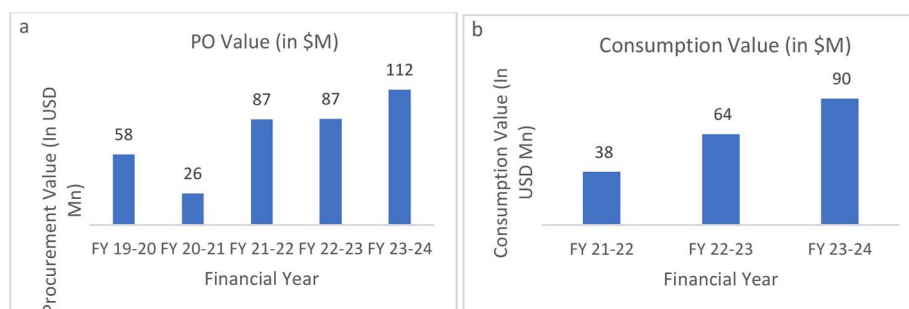 a
PO Value (in $M)
Procurement Value (In USD
Mn)
58
26
87
87
112
FY 19-20 FY 20-21 FY 21-22 FY 22-23 FY 23-24
Financial Year
b
Consumption Value (in $M)
Consumption Value (In
USD Mn)
38
64
90
FY 21-22 FY 22-23 FY 23-24
Financial Year